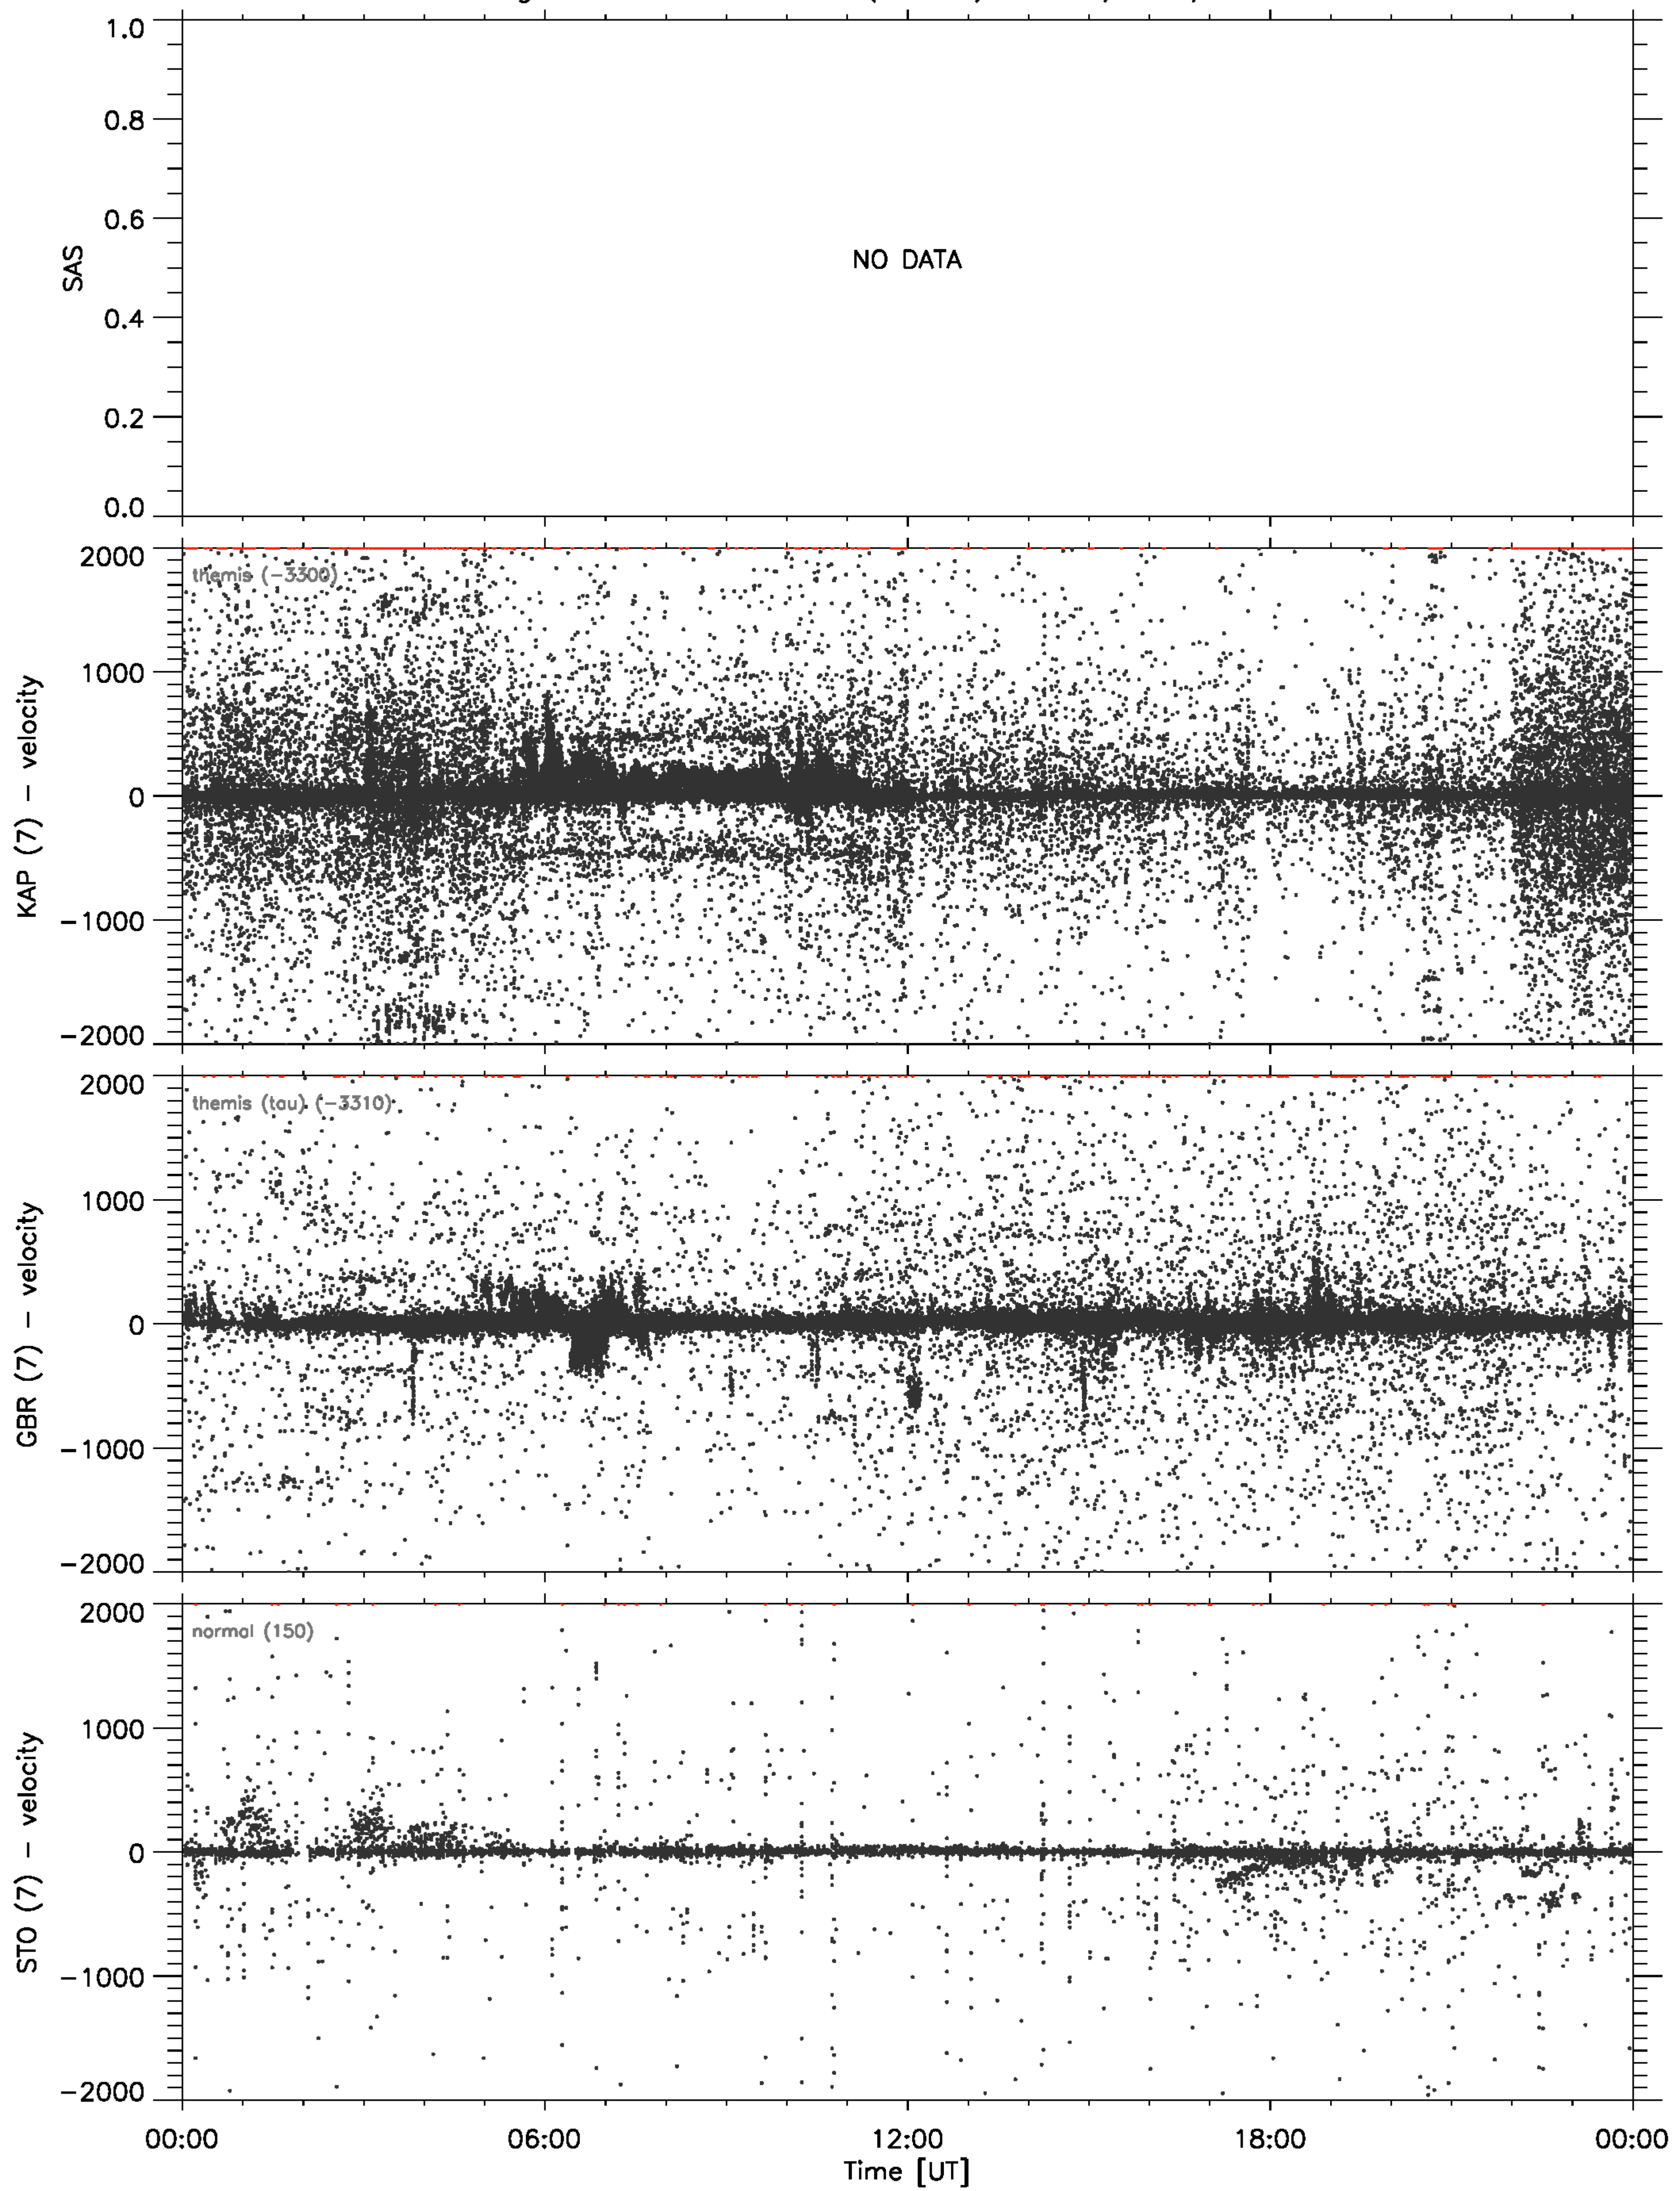 1.0
0.8
0.6
0.4
0.2
0.0
SAS
NO DATA
2000
1000
0
−1000
−2000
KAP (7) − velocity
themis (−3300)
2000
1000
0
−1000
−2000
GBR (7) − velocity
themis (tau) (−3310)
2000
1000
0
−1000
−2000
STO (7) − velocity
normal (150)
00:00 06:00 12:00 18:00 00:00
Time [UT]